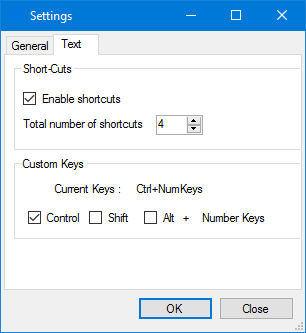 Settings
General Text
Short-Cuts
Enable shortcuts
Total number of shortcuts 4
Custom Keys
Current Keys : Ctrl+NumKeys
Control Shift Alt + Number Keys
OK Close